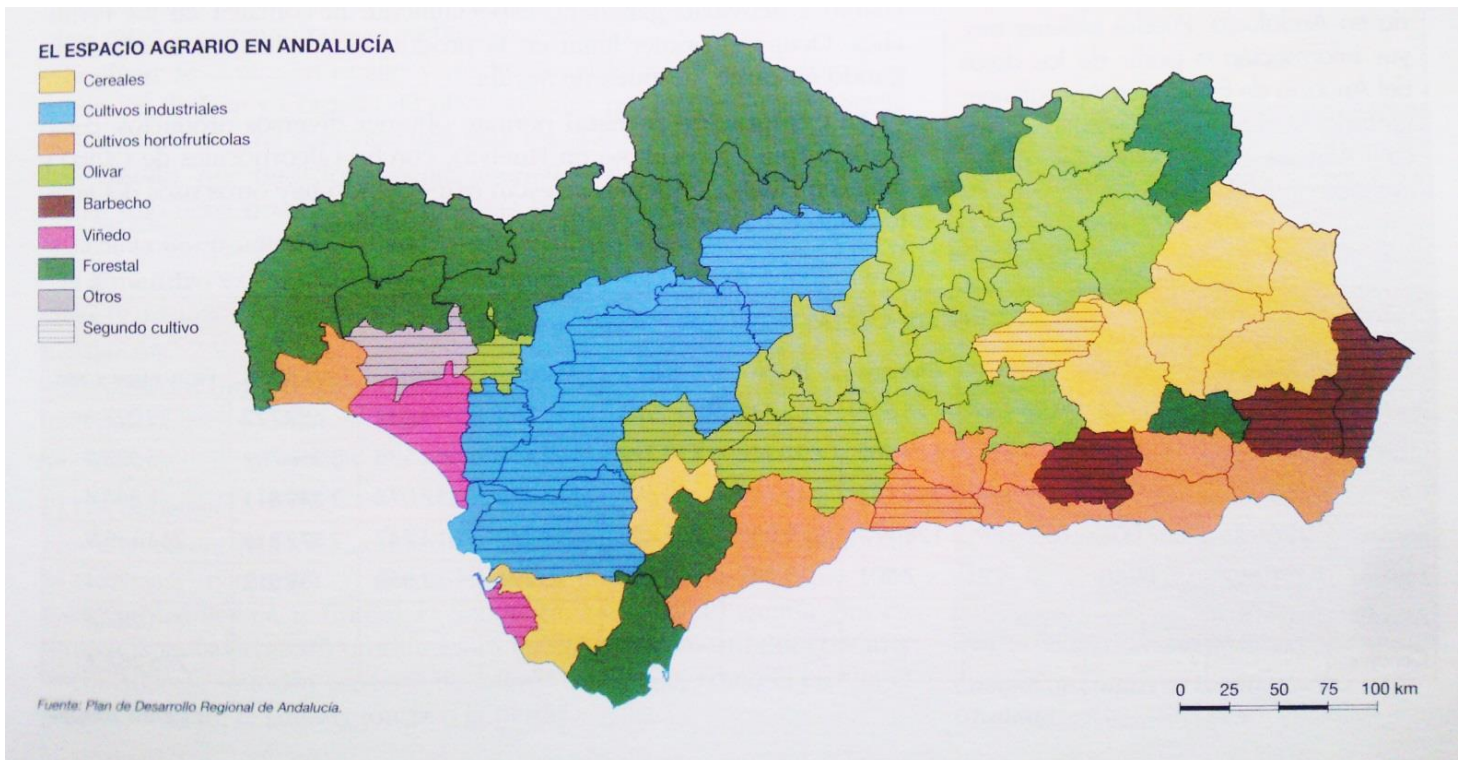 EL ESPACIO AGRARIO EN ANDALUCÍA
Cereales
Cultivos industriales
Cultivos hortofrutícolas
Olivar
Barbecho
Viñedo
Forestal
Otros
Segundo cultivo
Fuente: Plan de Desarrollo Regional de Andalucía.
0 25 50 75 100 km